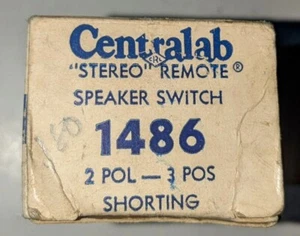 Centralab
"STEREO" REMOTE®
SPEAKER SWITCH
1486
2 POL — 3 POS
SHORTING